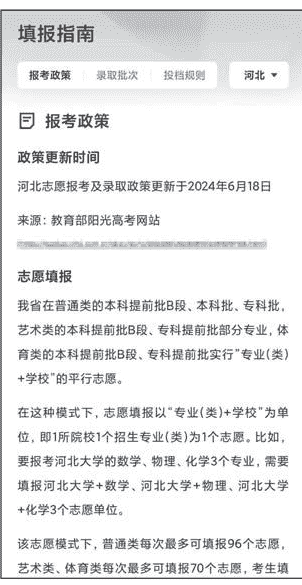 填报指南
报考政策 录取批次 投档规则 河北
报考政策
政策更新时间
河北志愿报考及录取政策更新于2024年6月18日
来源:教育部阳光高考网站
志愿填报
我省在普通类的本科提前批B段、本科批、专科批,
艺术类的本科提前批B段、专科提前批部分专业,体
育类的本科提前批B段、专科提前批实行"专业(类)
+学校"的平行志愿。
在这种模式下,志愿填报以"专业(类)+学校"为单
位,即1所院校1个招生专业(类)为1个志愿。比如,
要报考河北大学的数学、物理、化学3个专业,需要
填报河北大学+数学、河北大学+物理、河北大学
+化学3个志愿单位。
该志愿模式下,普通类每次最多可填报96个志愿,
艺术类、体育类每次最多可填报70个志愿,考生填